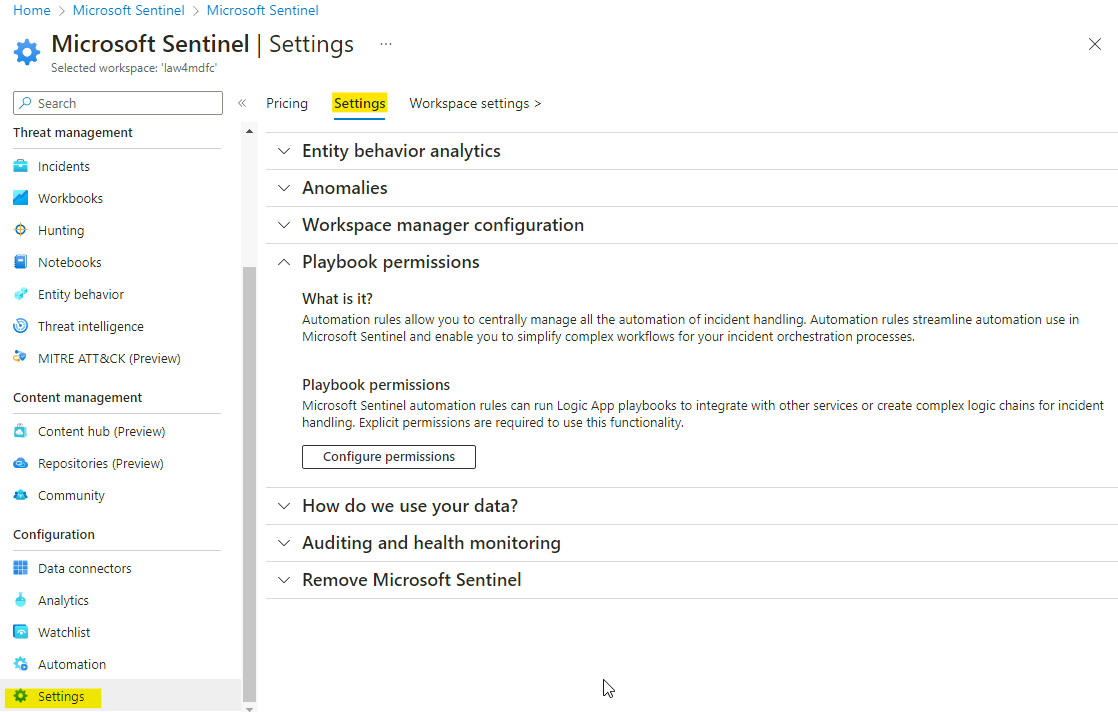 Home > Microsoft Sentinel > Microsoft Sentinel
Microsoft Sentinel | Settings ...
Selected workspace: 'law4mdfc'
Search
«
Threat management
Incidents
Workbooks
Hunting
Notebooks
Entity behavior
Threat intelligence
MITRE ATT&CK (Preview)
Content management
Content hub (Preview)
Repositories (Preview)
Community
Configuration
Data connectors
Analytics
Watchlist
Automation
Settings
Pricing
Settings
Workspace settings >
Entity behavior analytics
Anomalies
Workspace manager configuration
Playbook permissions
What is it?
Automation rules allow you to centrally manage all the automation of incident handling. Automation rules streamline automation use in
Microsoft Sentinel and enable you to simplify complex workflows for your incident orchestration processes.
Playbook permissions
Microsoft Sentinel automation rules can run Logic App playbooks to integrate with other services or create complex logic chains for incident
handling. Explicit permissions are required to use this functionality.
Configure permissions
How do we use your data?
Auditing and health monitoring
Remove Microsoft Sentinel